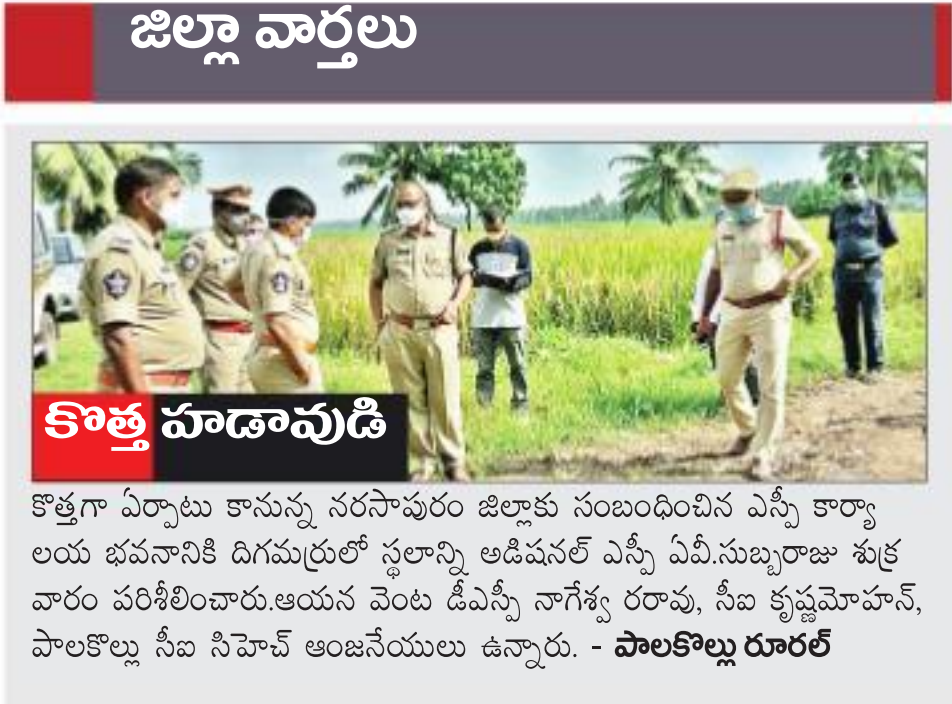 జిల్లా వార్తలు
కొత్త హడావుడి
కొత్తగా ఏర్పాటు కానున్న నరసాపురం జిల్లాకు సంబంధించిన ఎస్పీ కార్యా
లయ భవనానికి దిగమర్రులో స్థలాన్ని అడిషనల్ ఎస్పీ ఏవీ.సుబ్బరాజు శుక్ర
వారం పరిశీలించారు.ఆయన వెంట డీఎస్పీ నాగేశ్వ రరావు, సీఐ కృష్ణమోహన్,
పాలకొల్లు సీఐ సిహెచ్ ఆంజనేయులు ఉన్నారు. - పాలకొల్లు రూరల్